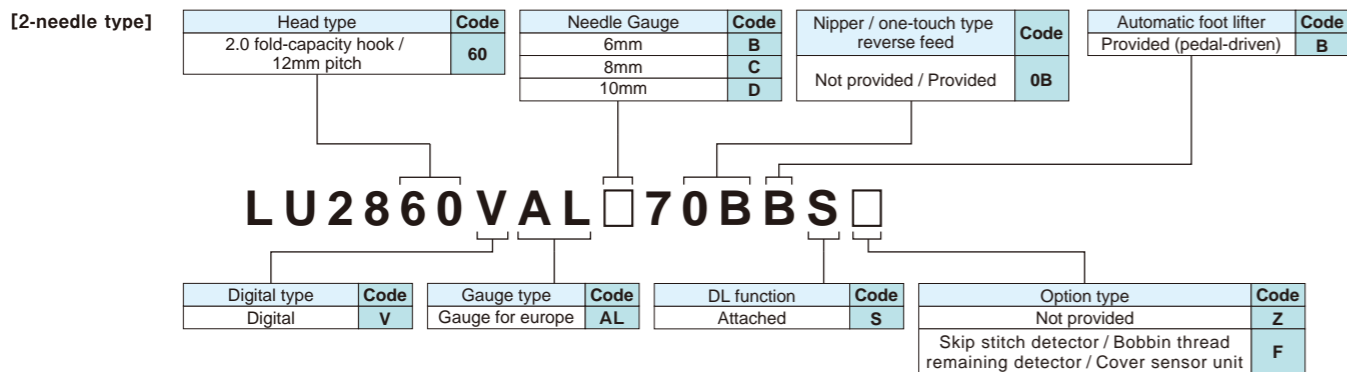 [2-needle type]
Head type Code
2.0 fold-capacity hook /
12mm pitch
60
Needle Gauge Code
6mm B
8mm C
10mm D
Nipper / one-touch type
reverse feed
Code
Not provided / Provided 0B
Automatic foot lifter Code
Provided (pedal-driven) B
LU2860VAL□70BBS□
Digital type Code
Digital V
Gauge type Code
Gauge for europe AL
DL function Code
Attached S
Option type Code
Not provided Z
Skip stitch detector / Bobbin thread
remaining detector / Cover sensor unit
F